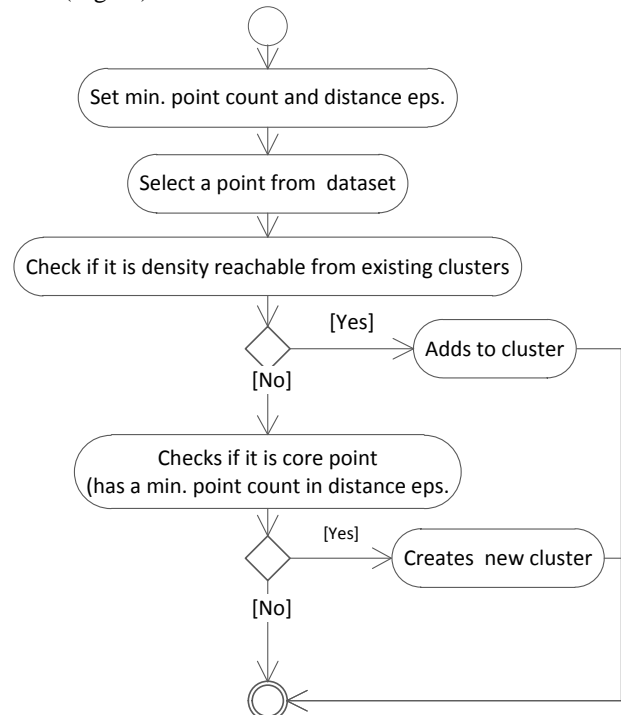 Set min. point count and distance eps.
Select a point from dataset
Check if it is density reachable from existing clusters
[Yes]
Adds to cluster
[No]
Checks if it is core point
(has a min. point count in distance eps.
[Yes]
Creates new cluster
[No]